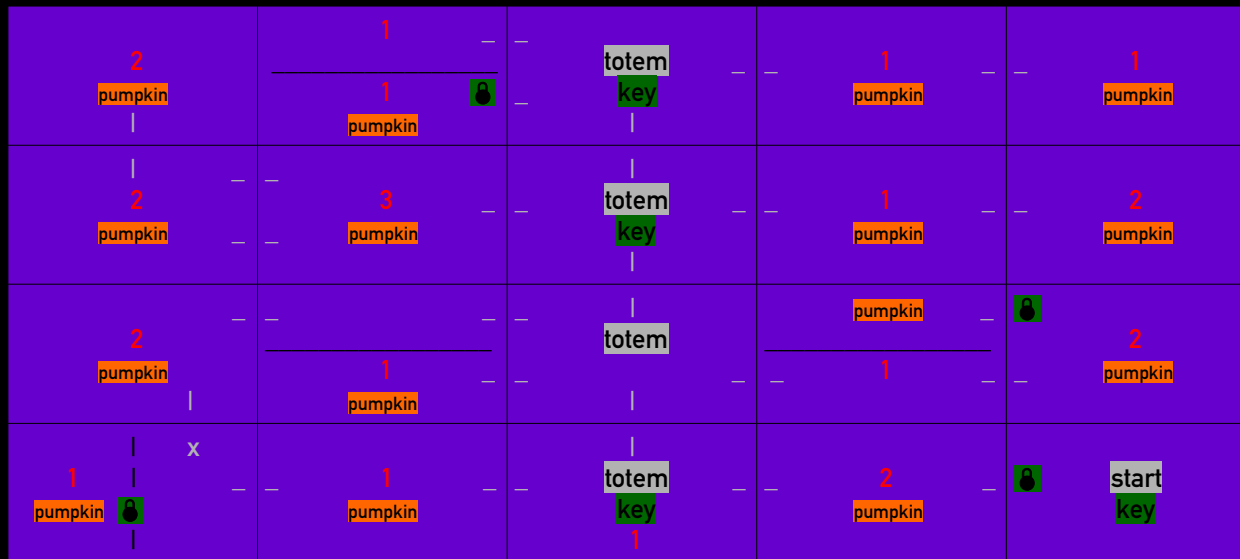 1
2 totem 1 1
pumpkin 1 key pumpkin pumpkin
pumpkin
2 3 totem 1 2
pumpkin pumpkin key pumpkin pumpkin
pumpkin
2 totem 2
pumpkin 1 1 pumpkin
pumpkin
x
1 1 totem 2 start
pumpkin pumpkin key pumpkin key
1